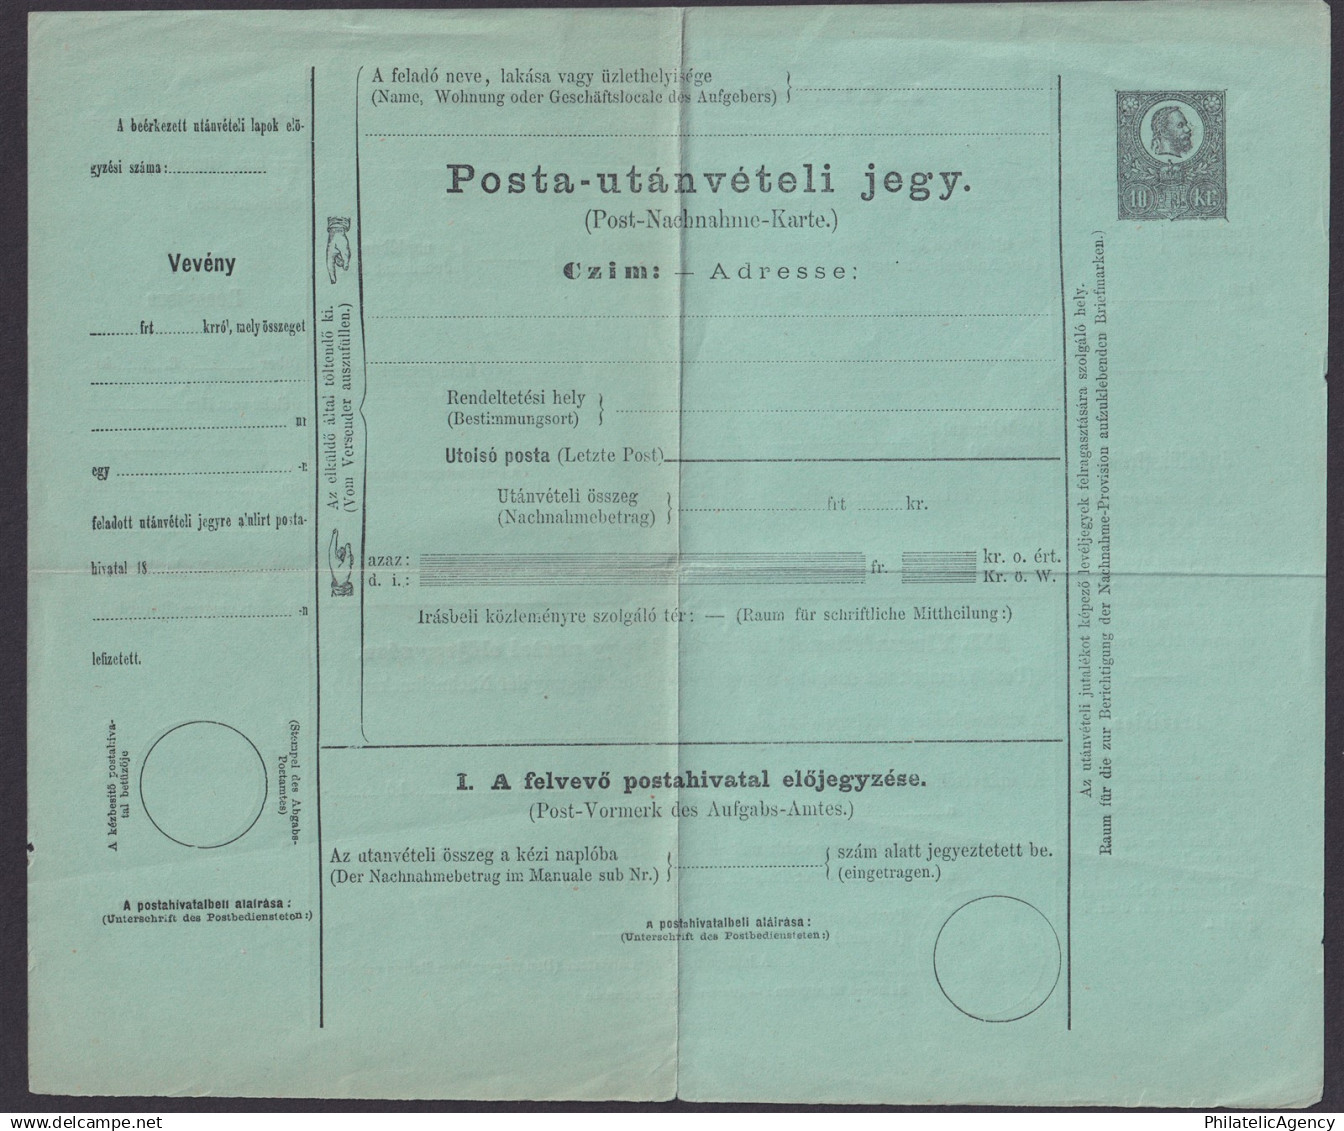 A beérkezett utánvételi lapok elő-
gyzési száma:
Vevény
frt krról, mely összeget
nr
egy -r.
feladott utánvételi jegyre alulirt posta-
hivatal 18
-n
lefizetett.
A kézbesítő postahiva-
tal betűzője
(Stempel des Abgabs-
Portamtes)
A postahivatalbeli aláirása:
(Unterschrift des Postbediensteten:)
Az elküldő által töltendő ki.
(Vom Versender auszufüllen.)
A feladó neve, lakása vagy üzlethelyisége
(Name, Wohnung oder Geschäftslocale des Aufgebers)
Posta-utánvételi jegy.
(Post-Nachnahme-Karte.)
Czim: — Adresse:
Rendeltetési hely
(Bestimmungsort)
Utolsó posta (Letzte Post)
Utánvételi összeg
(Nachnahmebetrag)
frt kr.
azaz: fr. kr. o. ért.
d. i.: Kr. ö. W.
Irásbeli közleményre szolgáló tér: — (Raum für schriftliche Mittheilung:)
I. A felvevő postahivatal előjegyzése.
(Post-Vormerk des Aufgabs-Amtes.)
Az utanvételi összeg a kézi naplóba szám alatt jegyeztetett be.
(Der Nachnahmebetrag im Manuale sub Nr.) (eingetragen.)
A postahivatalbeli aláirása:
(Unterschrift des Postbediensteten:)
Az utánvételi jutalékot képező levéljegyek felragasztására szolgáló hely.
Raum für die zur Berichtigung der Nachnahme-Provision aufzuklebenden Briefmarken.)
10 Kr.
PhilatelicAgency